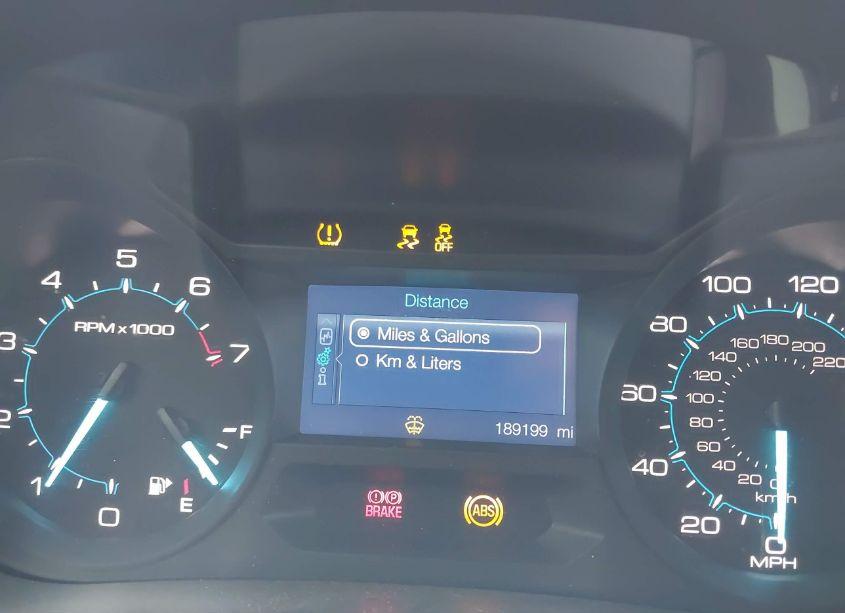 OFF
Distance
Miles & Gallons
Km & Liters
i
189199 mi
0
1
2
3
4
5
6
7
RPM x 1000
F
E
BRAKE
P
ABS
0
20
40
60
80
100
120
0
20
40
60
80
100
120
140
160
180
200
220
km/h
MPH